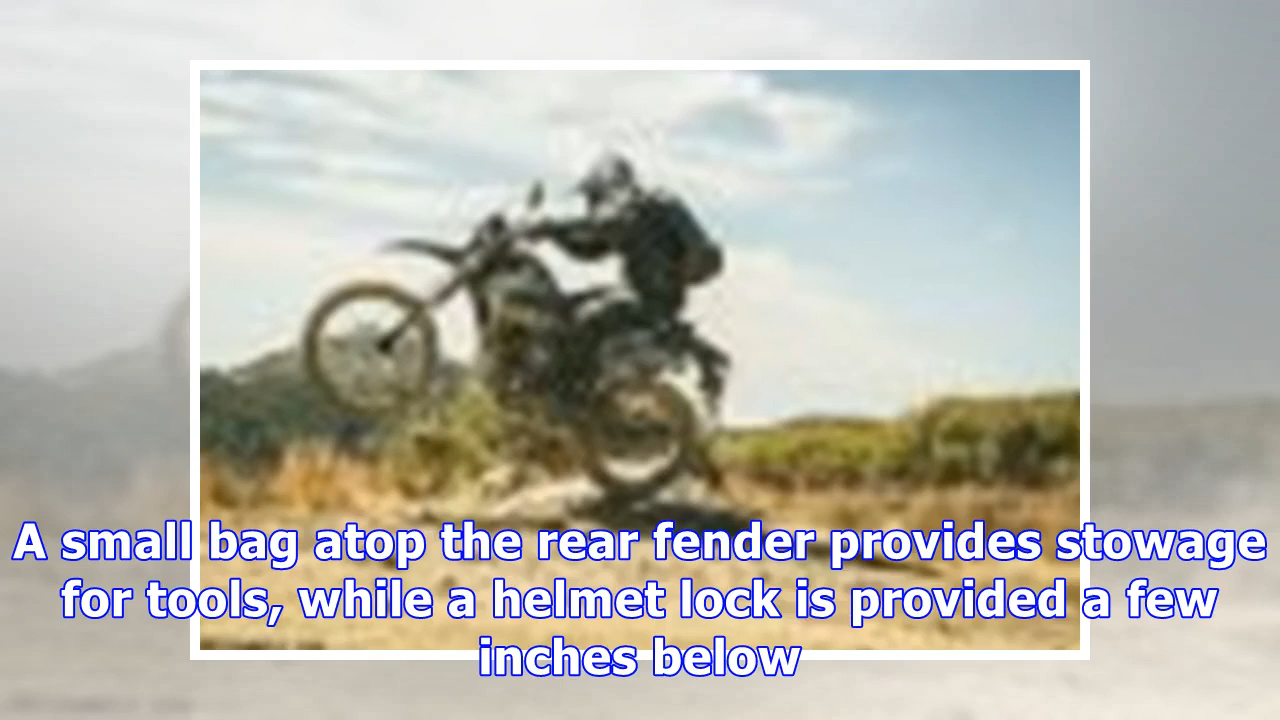 A small bag atop the rear fender provides stowage
for tools, while a helmet lock is provided a few
inches below